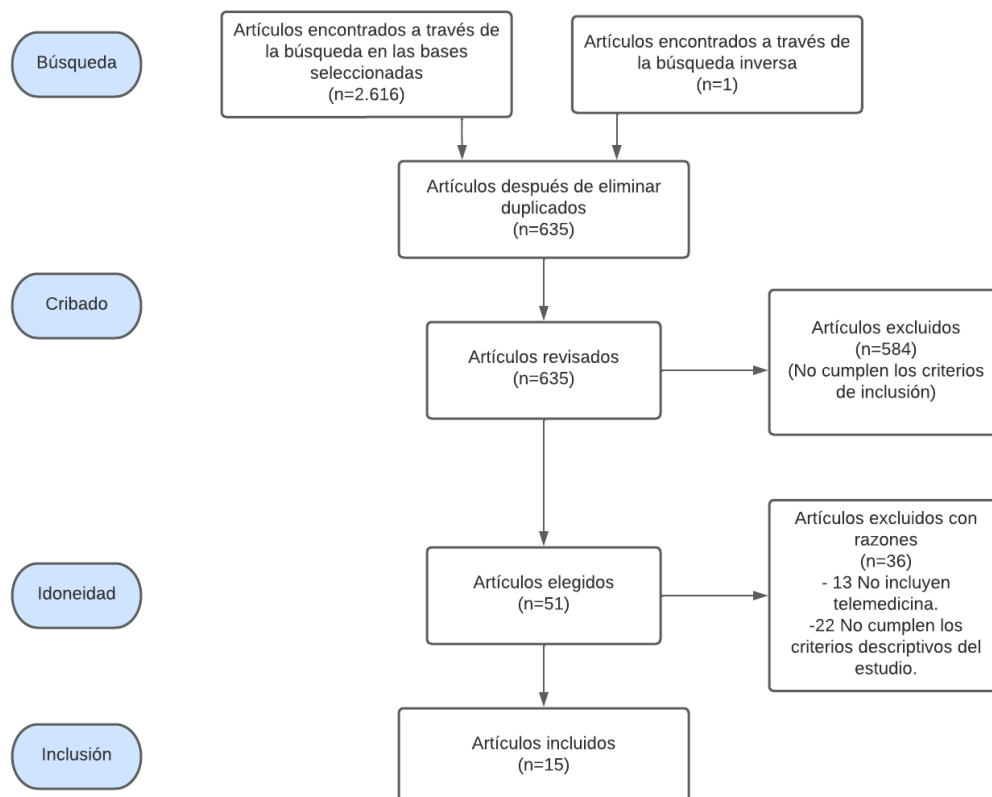 Búsqueda
Artículos encontrados a través de
la búsqueda en las bases
seleccionadas
(n=2.616)
Artículos encontrados a través de
la búsqueda inversa
(n=1)
Artículos después de eliminar
duplicados
(n=635)
Cribado
Artículos revisados
(n=635)
Artículos excluidos
(n=584)
(No cumplen los criterios
de inclusión)
Idoneidad
Artículos elegidos
(n=51)
Artículos excluidos con
razones
(n=36)
- 13 No incluyen
telemedicina.
-22 No cumplen los
criterios descriptivos del
estudio.
Inclusión
Artículos incluidos
(n=15)